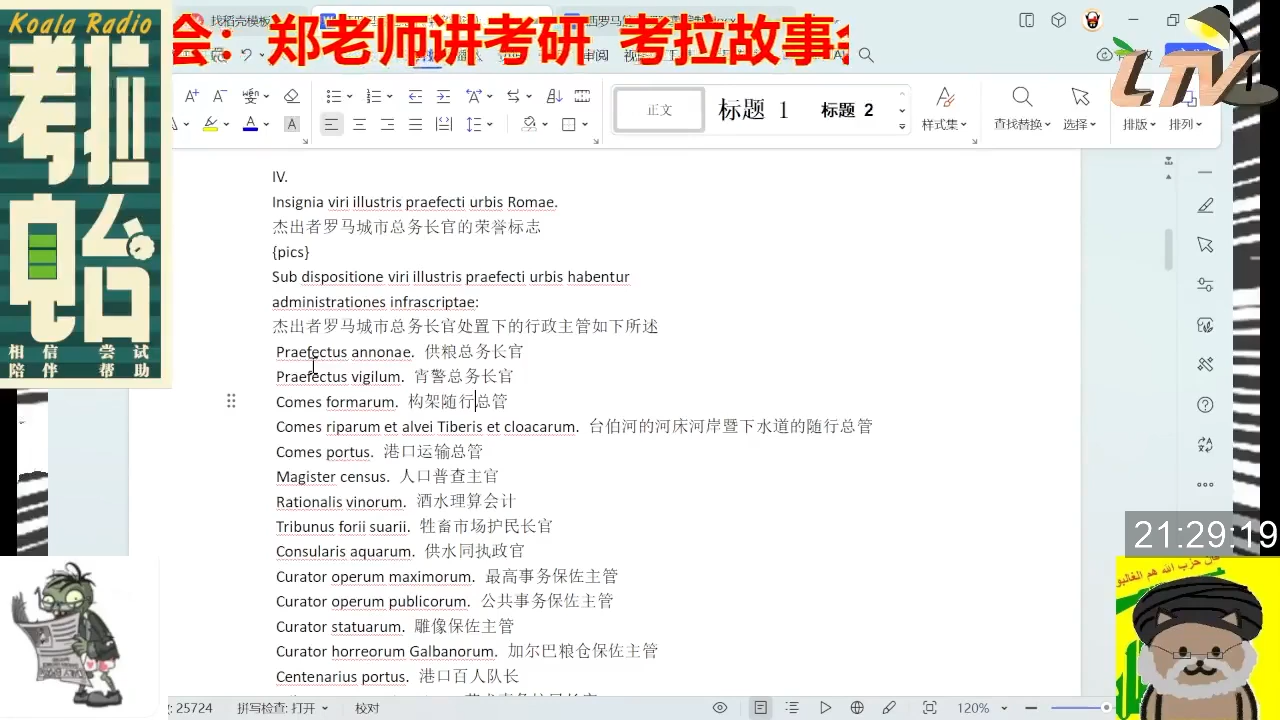 Koala Radio
考拉
电台
相信 尝试
陪伴 帮助
找稻壳模板
会：郑老师讲考研 考拉故事会
审阅
LTV
正文
标题 1
标题 2
样式集
查找替换
选择
排版
排列
IV.
Insignia viri illustris praefecti urbis Romae.
杰出者罗马城市总务长官的荣誉标志
{pics}
Sub dispositione viri illustris praefecti urbis habentur
administrationes infrascriptae:
杰出者罗马城市总务长官处置下的行政主管如下所述
Praefectus annonae. 供粮总务长官
Praefectus vigilum. 宵警总务长官
Comes formarum. 构架随行总管
Comes riparum et alvei Tiberis et cloacarum. 台伯河的河床河岸暨下水道的随行总管
Comes portus. 港口运输总管
Magister census. 人口普查主官
Rationalis vinorum. 酒水理算会计
Tribunus forii suarii. 牲畜市场护民长官
Consularis aquarum. 供水同执政官
Curator operum maximorum. 最高事务保佐主管
Curator operum publicorum. 公共事务保佐主管
Curator statuarum. 雕像保佐主管
Curator horreorum Galbanorum. 加尔巴粮仓保佐主管
Centenarius portus. 港口百人队长
21:29:19
: 25724
拼写检查: 打开
校对
120%